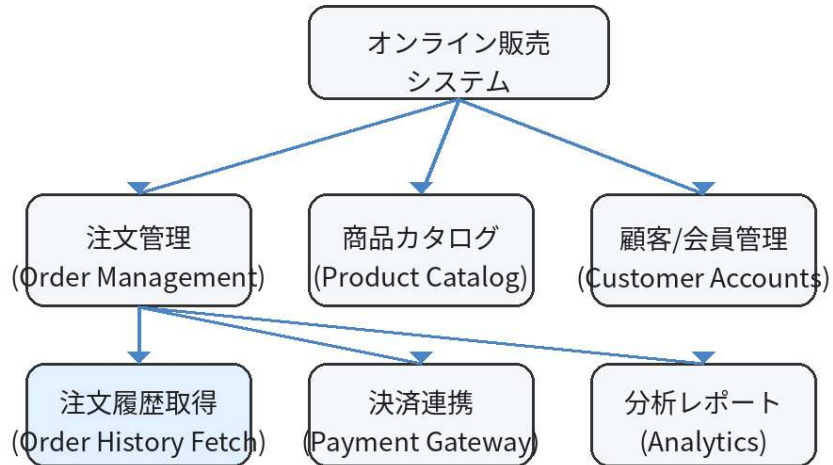 オンライン販売
システム
注文管理
(Order Management)
商品カタログ
(Product Catalog)
顧客/会員管理
(Customer Accounts)
注文履歴取得
(Order History Fetch)
決済連携
(Payment Gateway)
分析レポート
(Analytics)